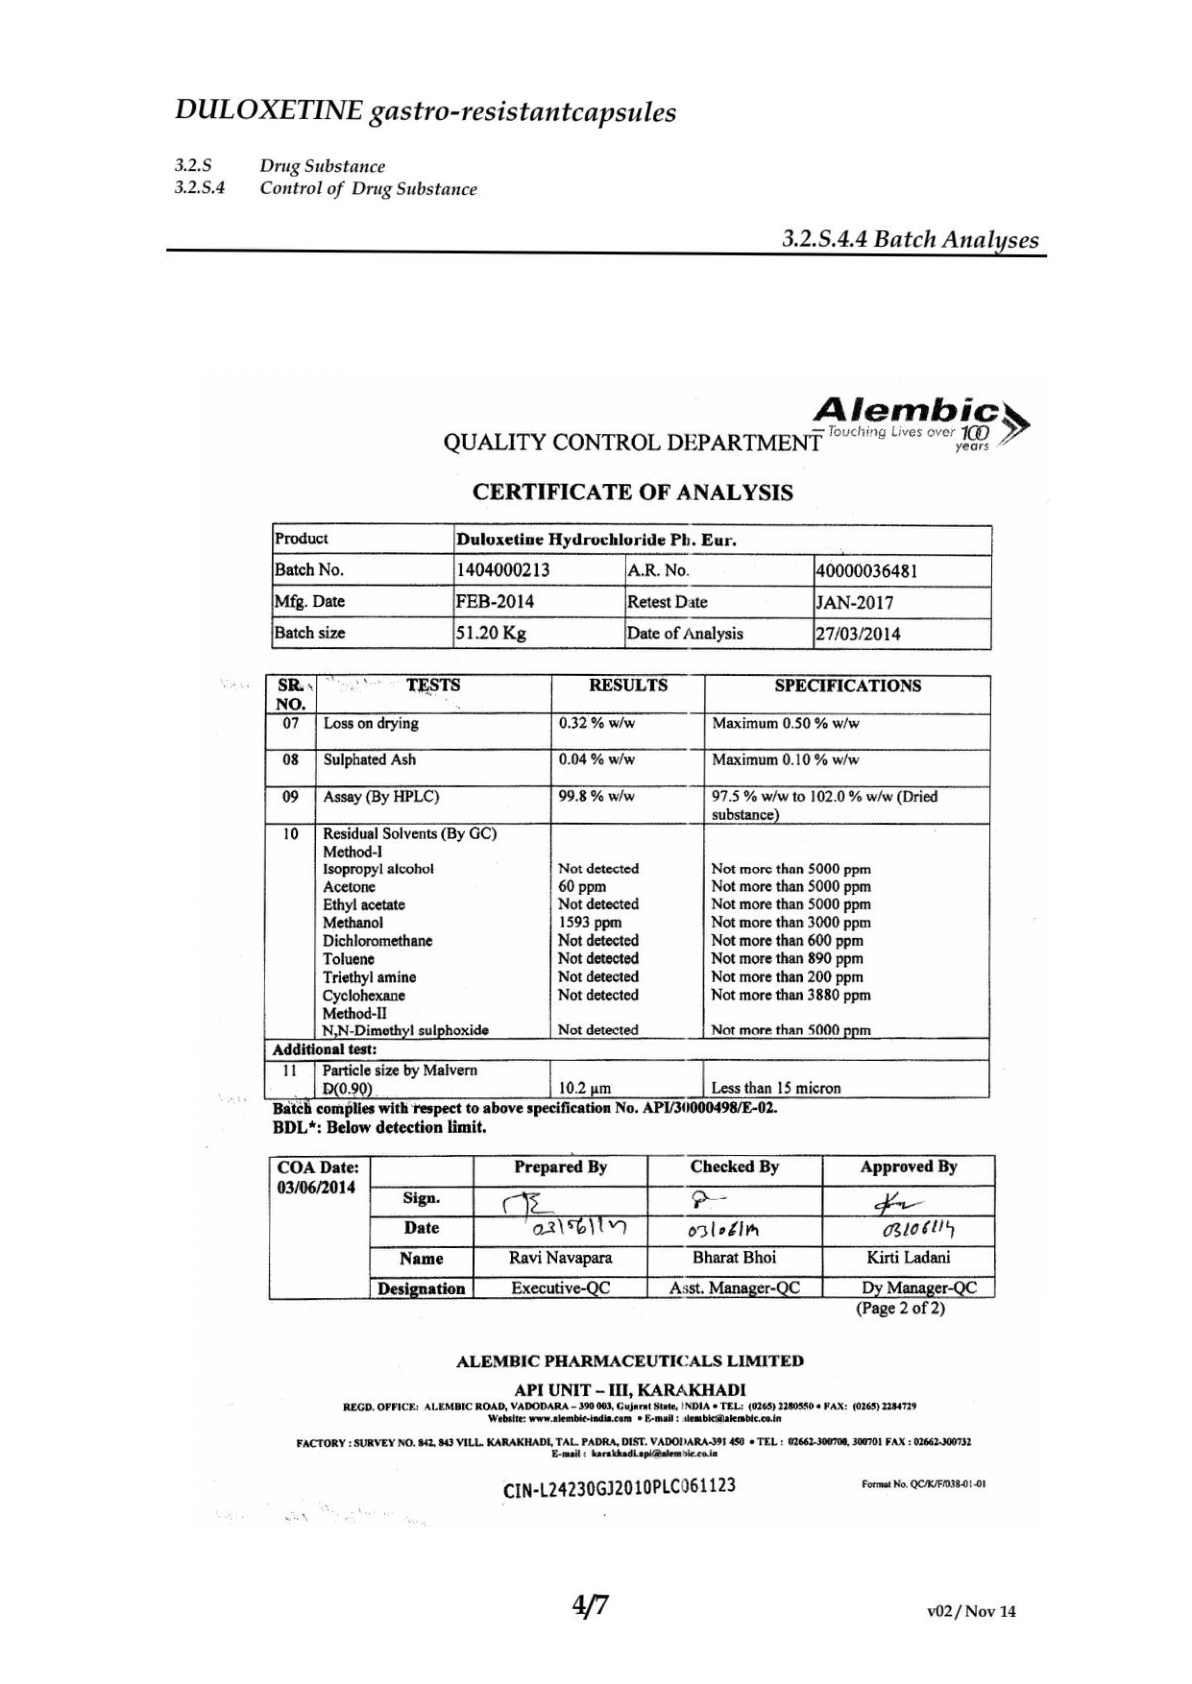 DULOXETINE gastro-resistantcapsules
3.2.S Drug Substance
3.2.S.4 Control of Drug Substance
3.2.S.4.4 Batch Analyses
Alembic
Touching Lives over 100 years
QUALITY CONTROL DEPARTMENT
CERTIFICATE OF ANALYSIS
Product Duloxetine Hydrochloride Ph. Eur.
Batch No. 1404000213 A.R. No. 40000036481
Mfg. Date FEB-2014 Retest Date JAN-2017
Batch size 51.20 Kg Date of Analysis 27/03/2014
SR. NO. TESTS RESULTS SPECIFICATIONS
07 Loss on drying 0.32 % w/w Maximum 0.50 % w/w
08 Sulphated Ash 0.04 % w/w Maximum 0.10 % w/w
09 Assay (By HPLC) 99.8 % w/w 97.5 % w/w to 102.0 % w/w (Dried
substance)
10 Residual Solvents (By GC)
Method-I
Isopropyl alcohol Not detected Not more than 5000 ppm
Acetone 60 ppm Not more than 5000 ppm
Ethyl acetate Not detected Not more than 5000 ppm
Methanol 1593 ppm Not more than 3000 ppm
Dichloromethane Not detected Not more than 600 ppm
Toluene Not detected Not more than 890 ppm
Triethyl amine Not detected Not more than 200 ppm
Cyclohexane Not detected Not more than 3880 ppm
Method-II
N,N-Dimethyl sulphoxide Not detected Not more than 5000 ppm
Additional test:
11 Particle size by Malvern
D(0.90) 10.2 µm Less than 15 micron
Batch complies with respect to above specification No. API/30000498/E-02.
BDL*: Below detection limit.
COA Date: Prepared By Checked By Approved By
03/06/2014
Sign.
Date 03/06/14 03/06/14 03/06/14
Name Ravi Navapara Bharat Bhoi Kirti Ladani
Designation Executive-QC Asst. Manager-QC Dy Manager-QC
(Page 2 of 2)
ALEMBIC PHARMACEUTICALS LIMITED
API UNIT – III, KARAKHADI
REGD. OFFICE: ALEMBIC ROAD, VADODARA – 390 003, Gujarat State, INDIA • TEL: (0265) 2280550 • FAX: (0265) 2284729
Website: www.alembic-india.com • E-mail : alembic@alembic.co.in
FACTORY : SURVEY NO. 842, 843 VILL. KARAKHADI, TAL. PADRA, DIST. VADODARA-391 450 • TEL : 02662-300700, 300701 FAX : 02662-300732
E-mail : karakhadi.api@alembic.co.in
CIN-L24230GJ2010PLC061123
Format No. QC/K/F/038-01-01
4/7
v02 / Nov 14